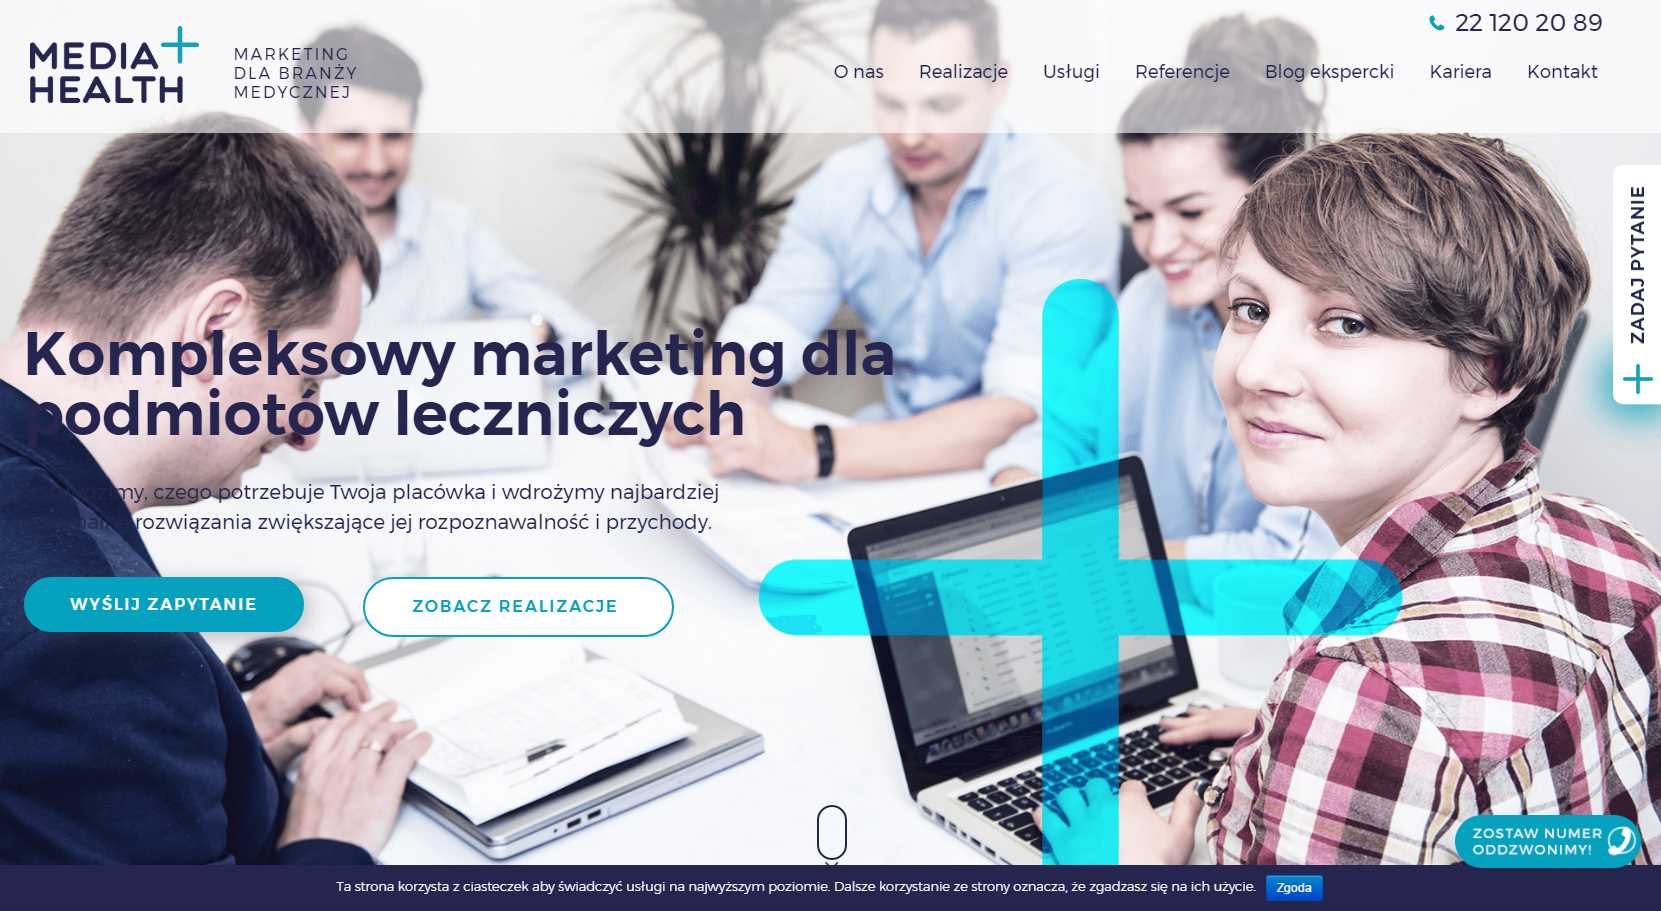 22 120 20 89
MEDIA
HEALTH
MARKETING
DLA BRANŻY
MEDYCZNEJ
O nas Realizacje Usługi Referencje Blog ekspercki Kariera Kontakt
ZADAJ PYTANIE
Kompleksowy marketing dla
podmiotów leczniczych
czego potrzebuje Twoja placówka i wdrożymy najbardziej
rozwiązania zwiększające jej rozpoznawalność i przychody.
WYŚLIJ ZAPYTANIE
ZOBACZ REALIZACJE
ZOSTAW NUMER
ODDZWONIMY!
Ta strona korzysta z ciasteczek aby świadczyć usługi na najwyższym poziomie. Dalsze korzystanie ze strony oznacza, że zgadzasz się na ich użycie. Zgoda